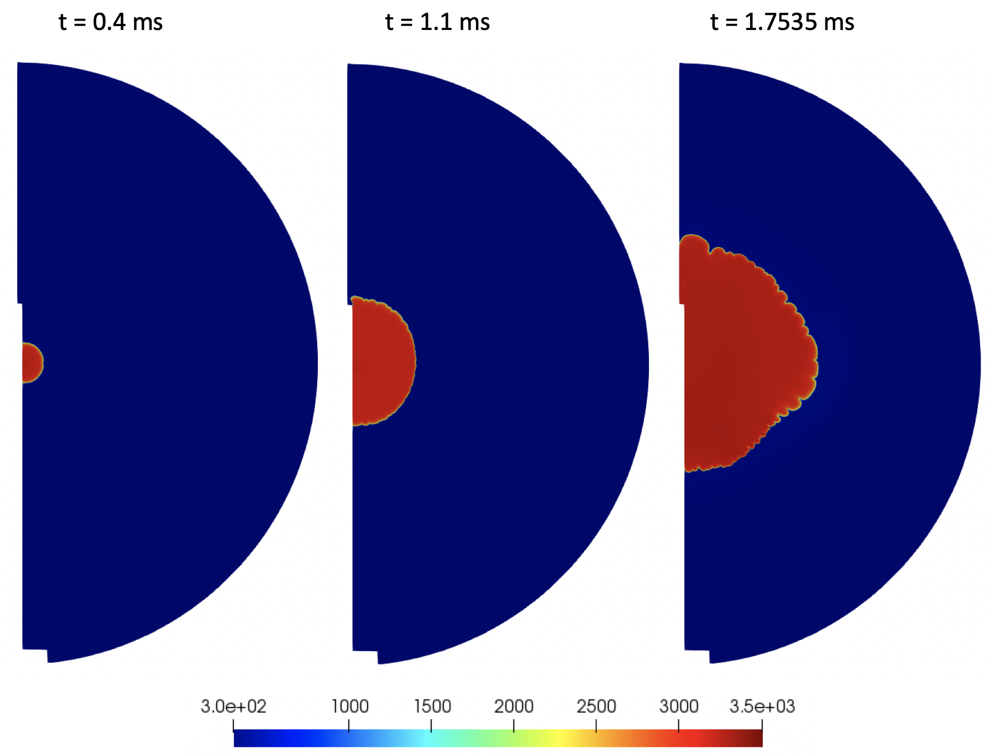 t = 0.4 ms t = 1.1 ms t = 1.7535 ms
3.0e+02 1000 1500 2000 2500 3000 3.5e+03